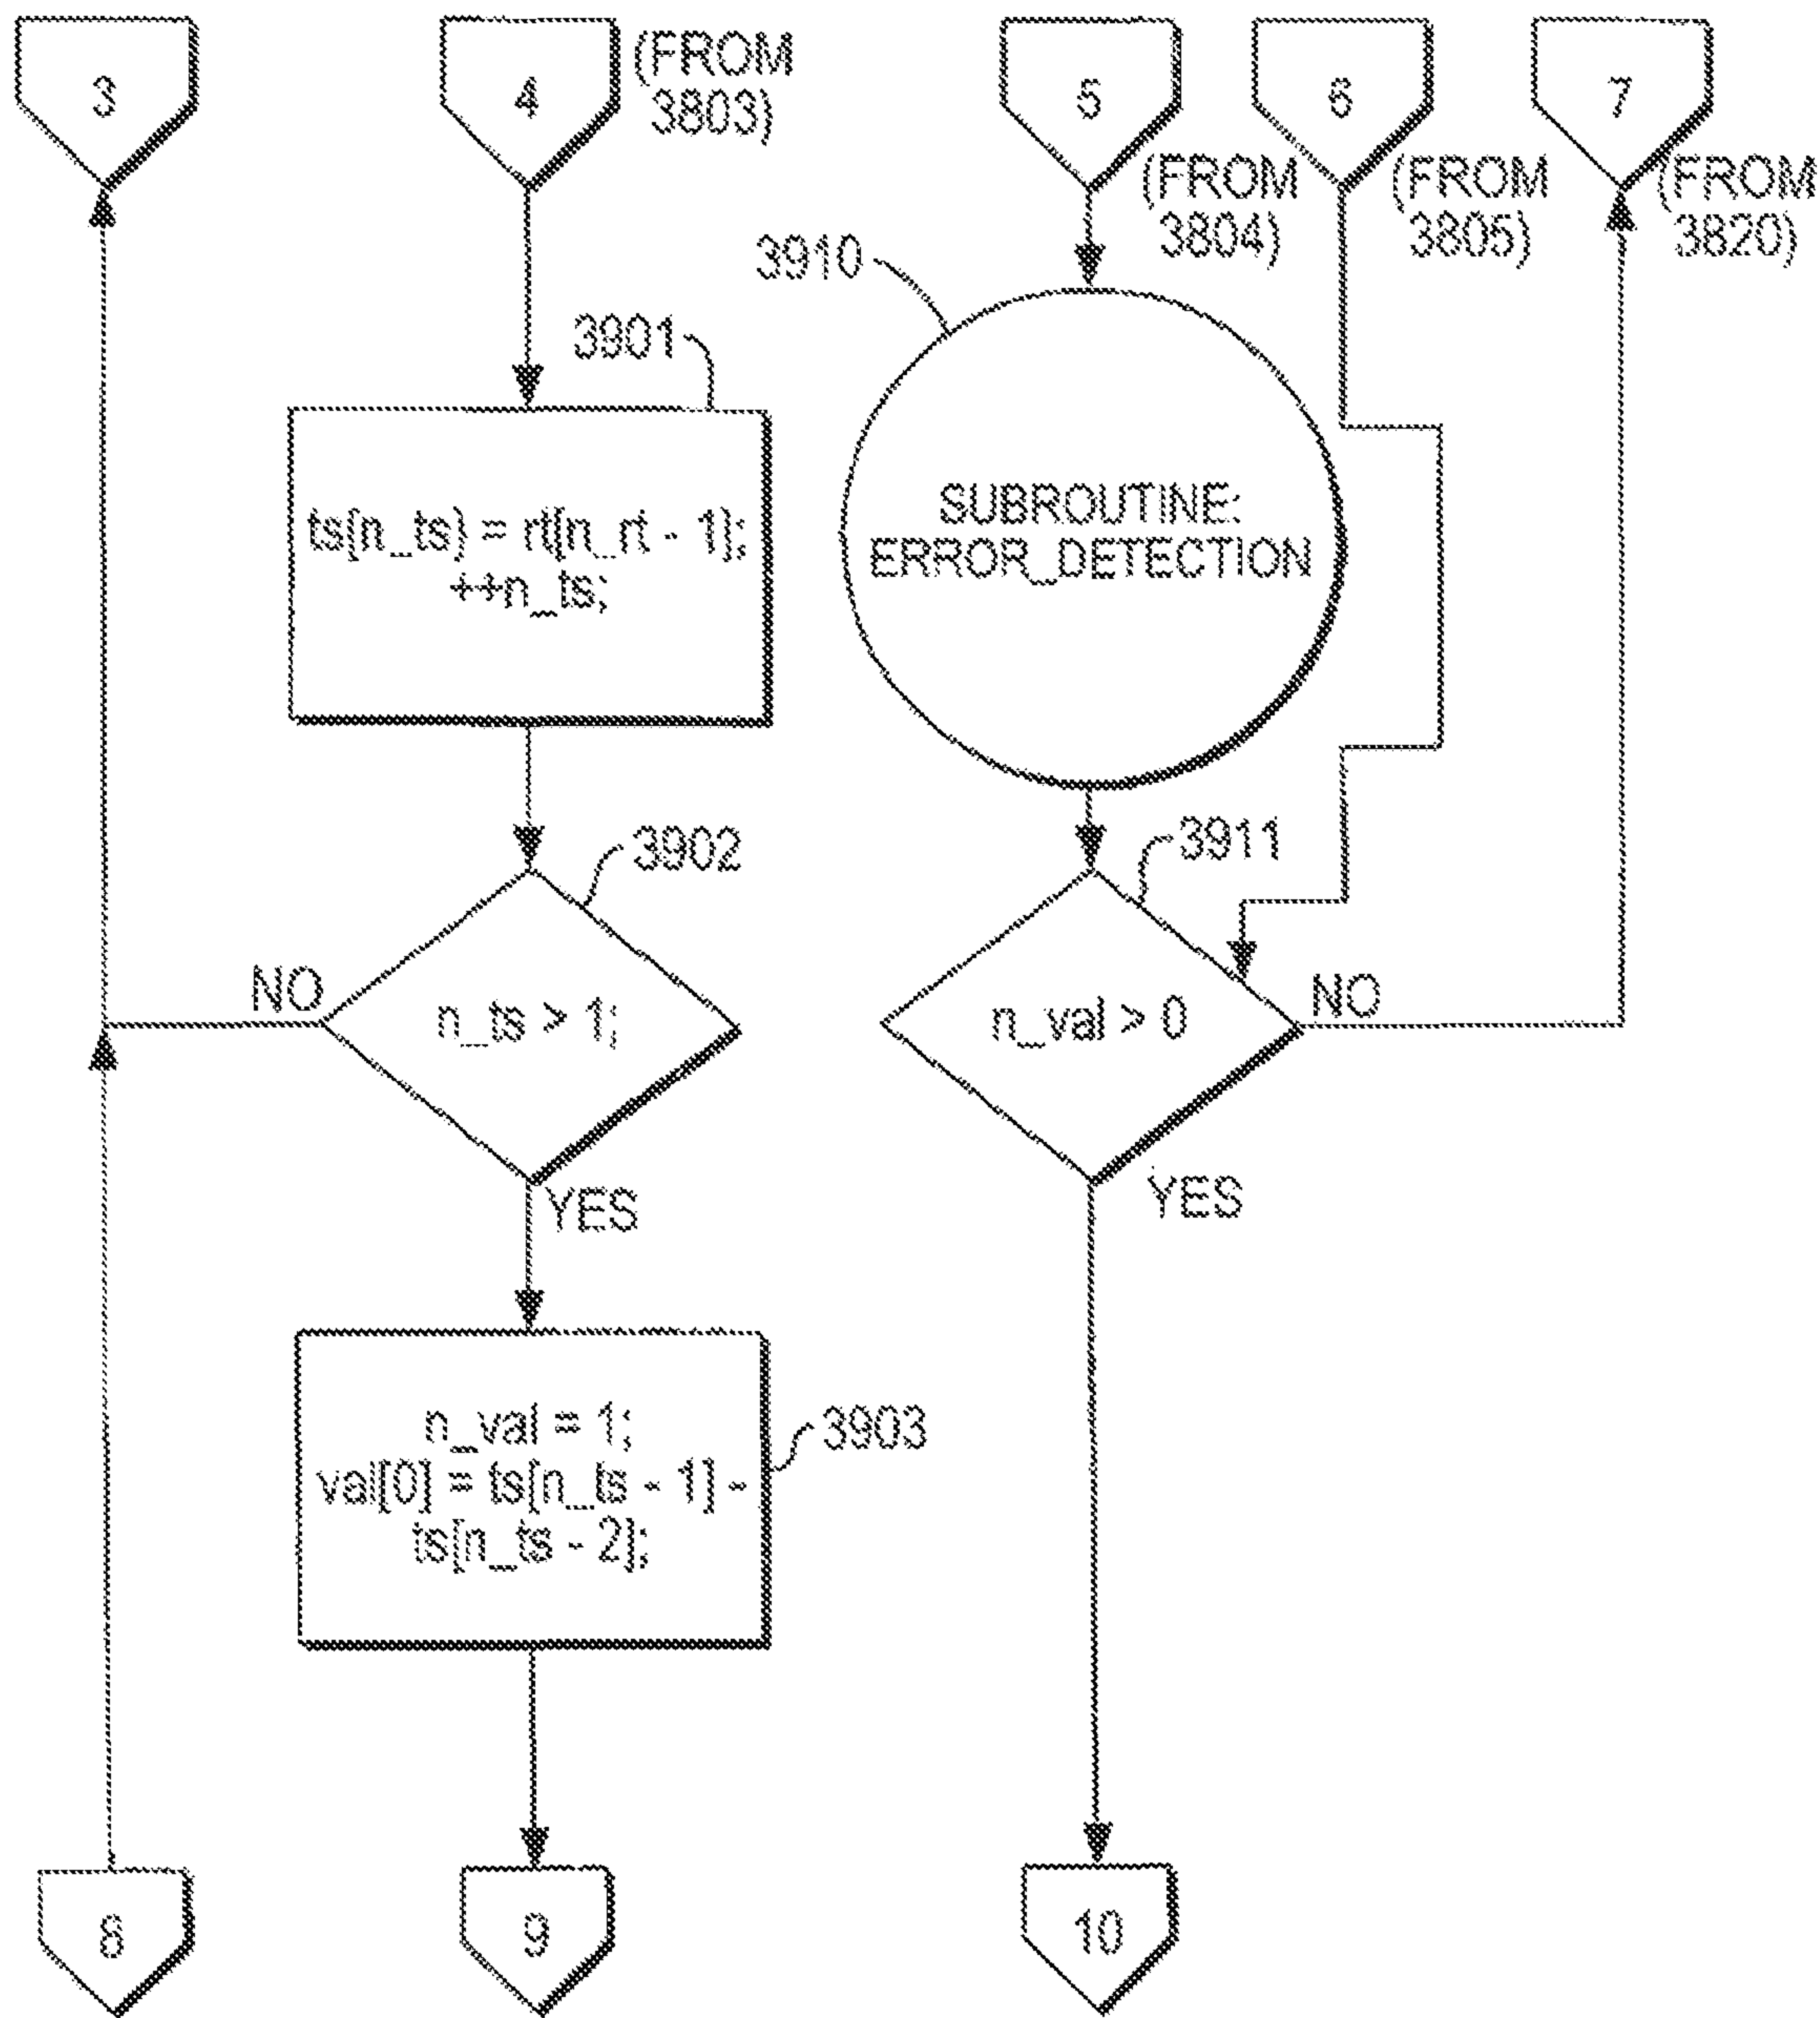 3
4
(FROM
3803)
5
(FROM
3804)
6
(FROM
3805)
7
(FROM
3820)
3910
3901
ts[n_ts} = rt[n_rt - 1];
++n_ts;
SUBROUTINE:
ERROR_DETECTION
3902
3911
NO
n_ts > 1;
n_val > 0
NO
YES
YES
n_val = 1;
val[0] = ts[n_ts - 1] -
ts[n_ts - 2];
3903
8
9
10